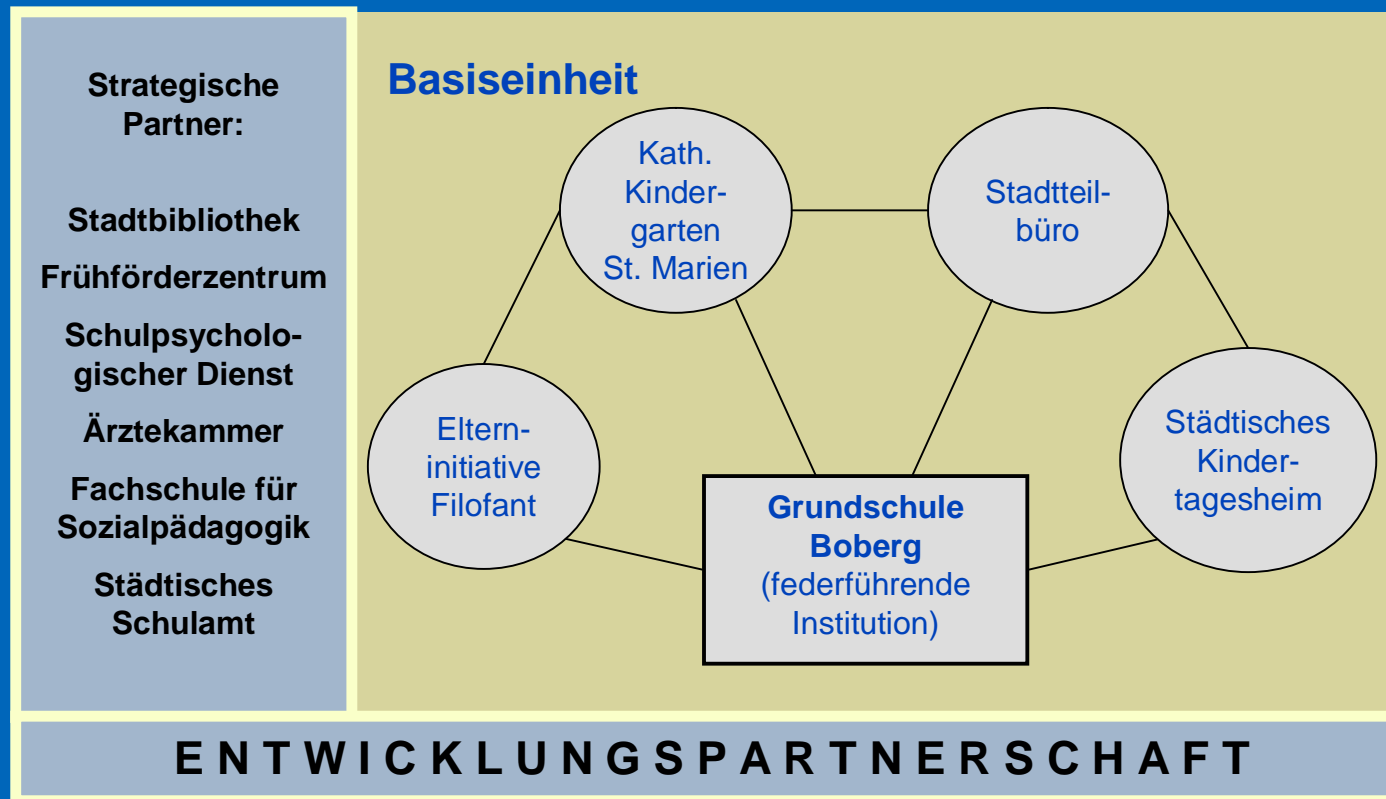 Strategische
Partner:
Stadtbibliothek
Frühförderzentrum
Schulpsycholo-
gischer Dienst
Ärztekammer
Fachschule für
Sozialpädagogik
Städtisches
Schulamt
Basiseinheit
Kath.
Kinder-
garten
St. Marien
Stadtteil-
büro
Eltern-
initiative
Filofant
Grundschule
Boberg
(federführende
Institution)
Städtisches
Kinder-
tagesheim
ENTWICKLUNGSPARTNERSCHAFT